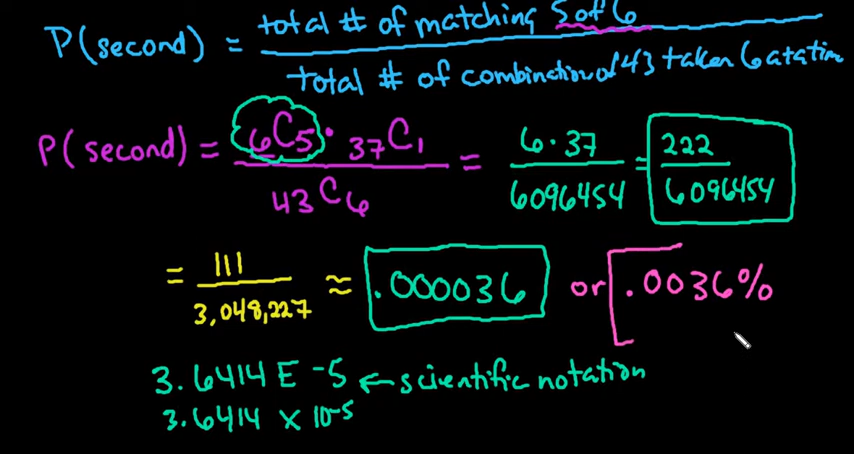 P(second) = total # of matching 5 of 6
total # of combination of 43 taken 6 at a time
P(second) = 6C5 · 37C1 / 43C6 = 6·37 / 6096454 = 222 / 6096454
= 111 / 3,048,227 ≈ .000036 or .0036%
3.6414 E -5 ← scientific notation
3.6414 × 10-5